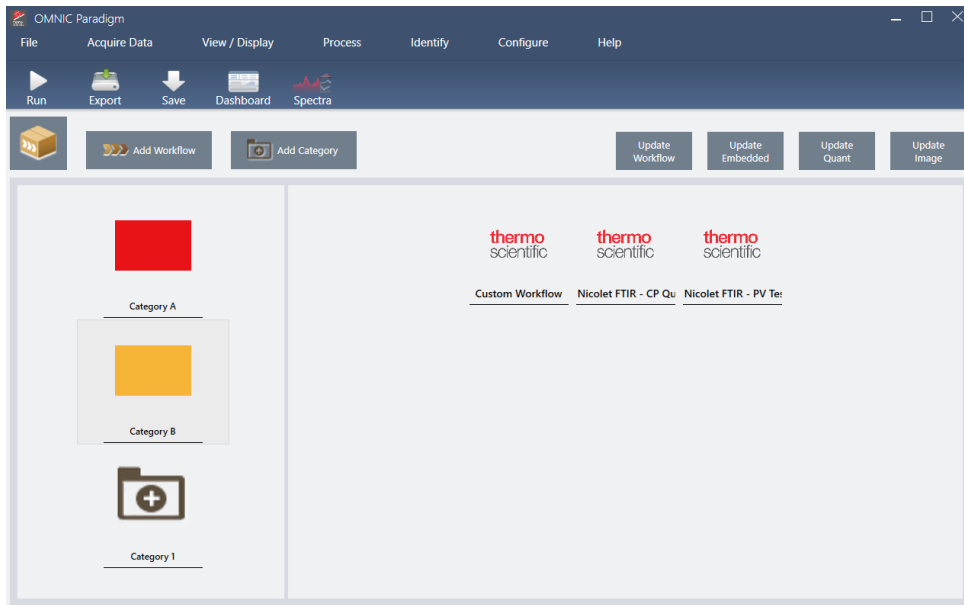 OMNIC Paradigm
File Acquire Data View / Display Process Identify Configure Help
Run Export Save Dashboard Spectra
Add Workflow Add Category
Update Workflow
Update Embedded
Update Quant
Update Image
Category A
Category B
Category 1
thermo scientific
thermo scientific
thermo scientific
Custom Workflow Nicolet FTIR - CP Qu Nicolet FTIR - PV Tes